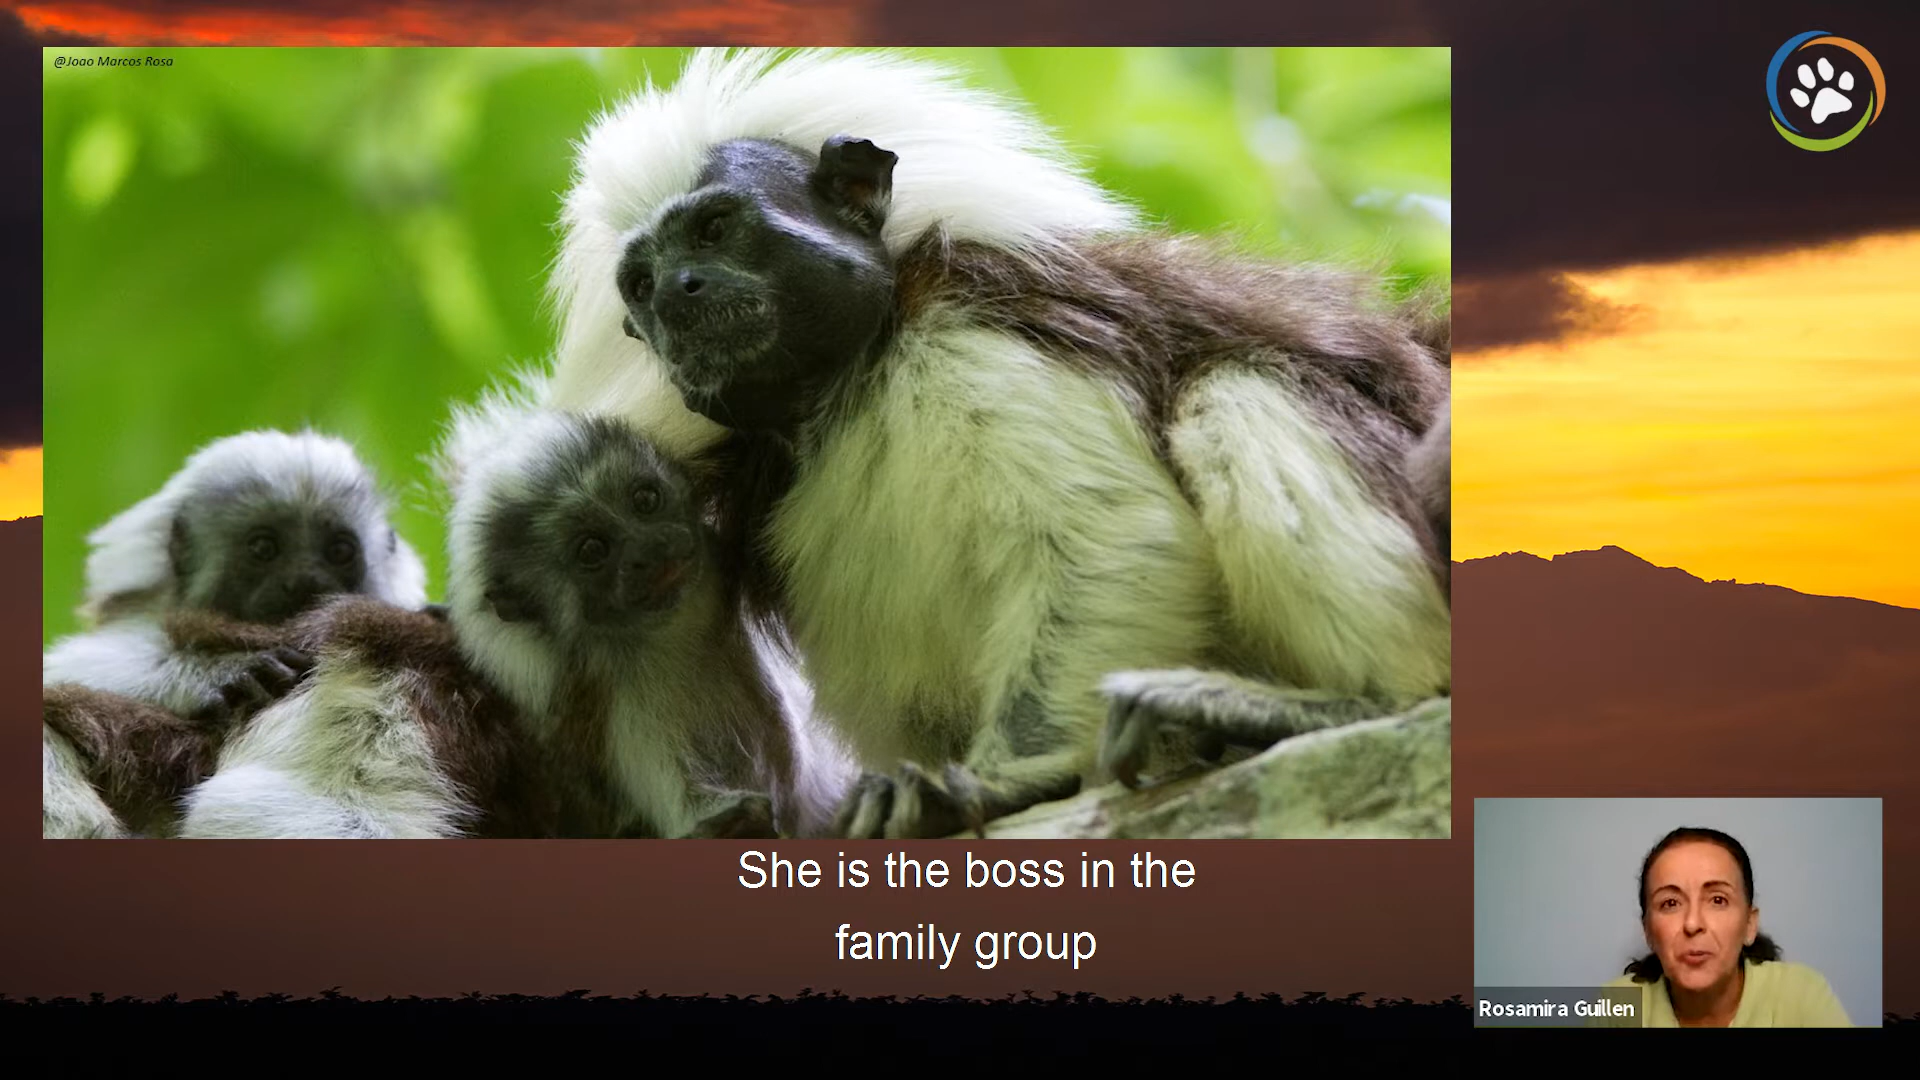 @Joao Marcos Rosa
She is the boss in the
family group
Rosamira Guillen